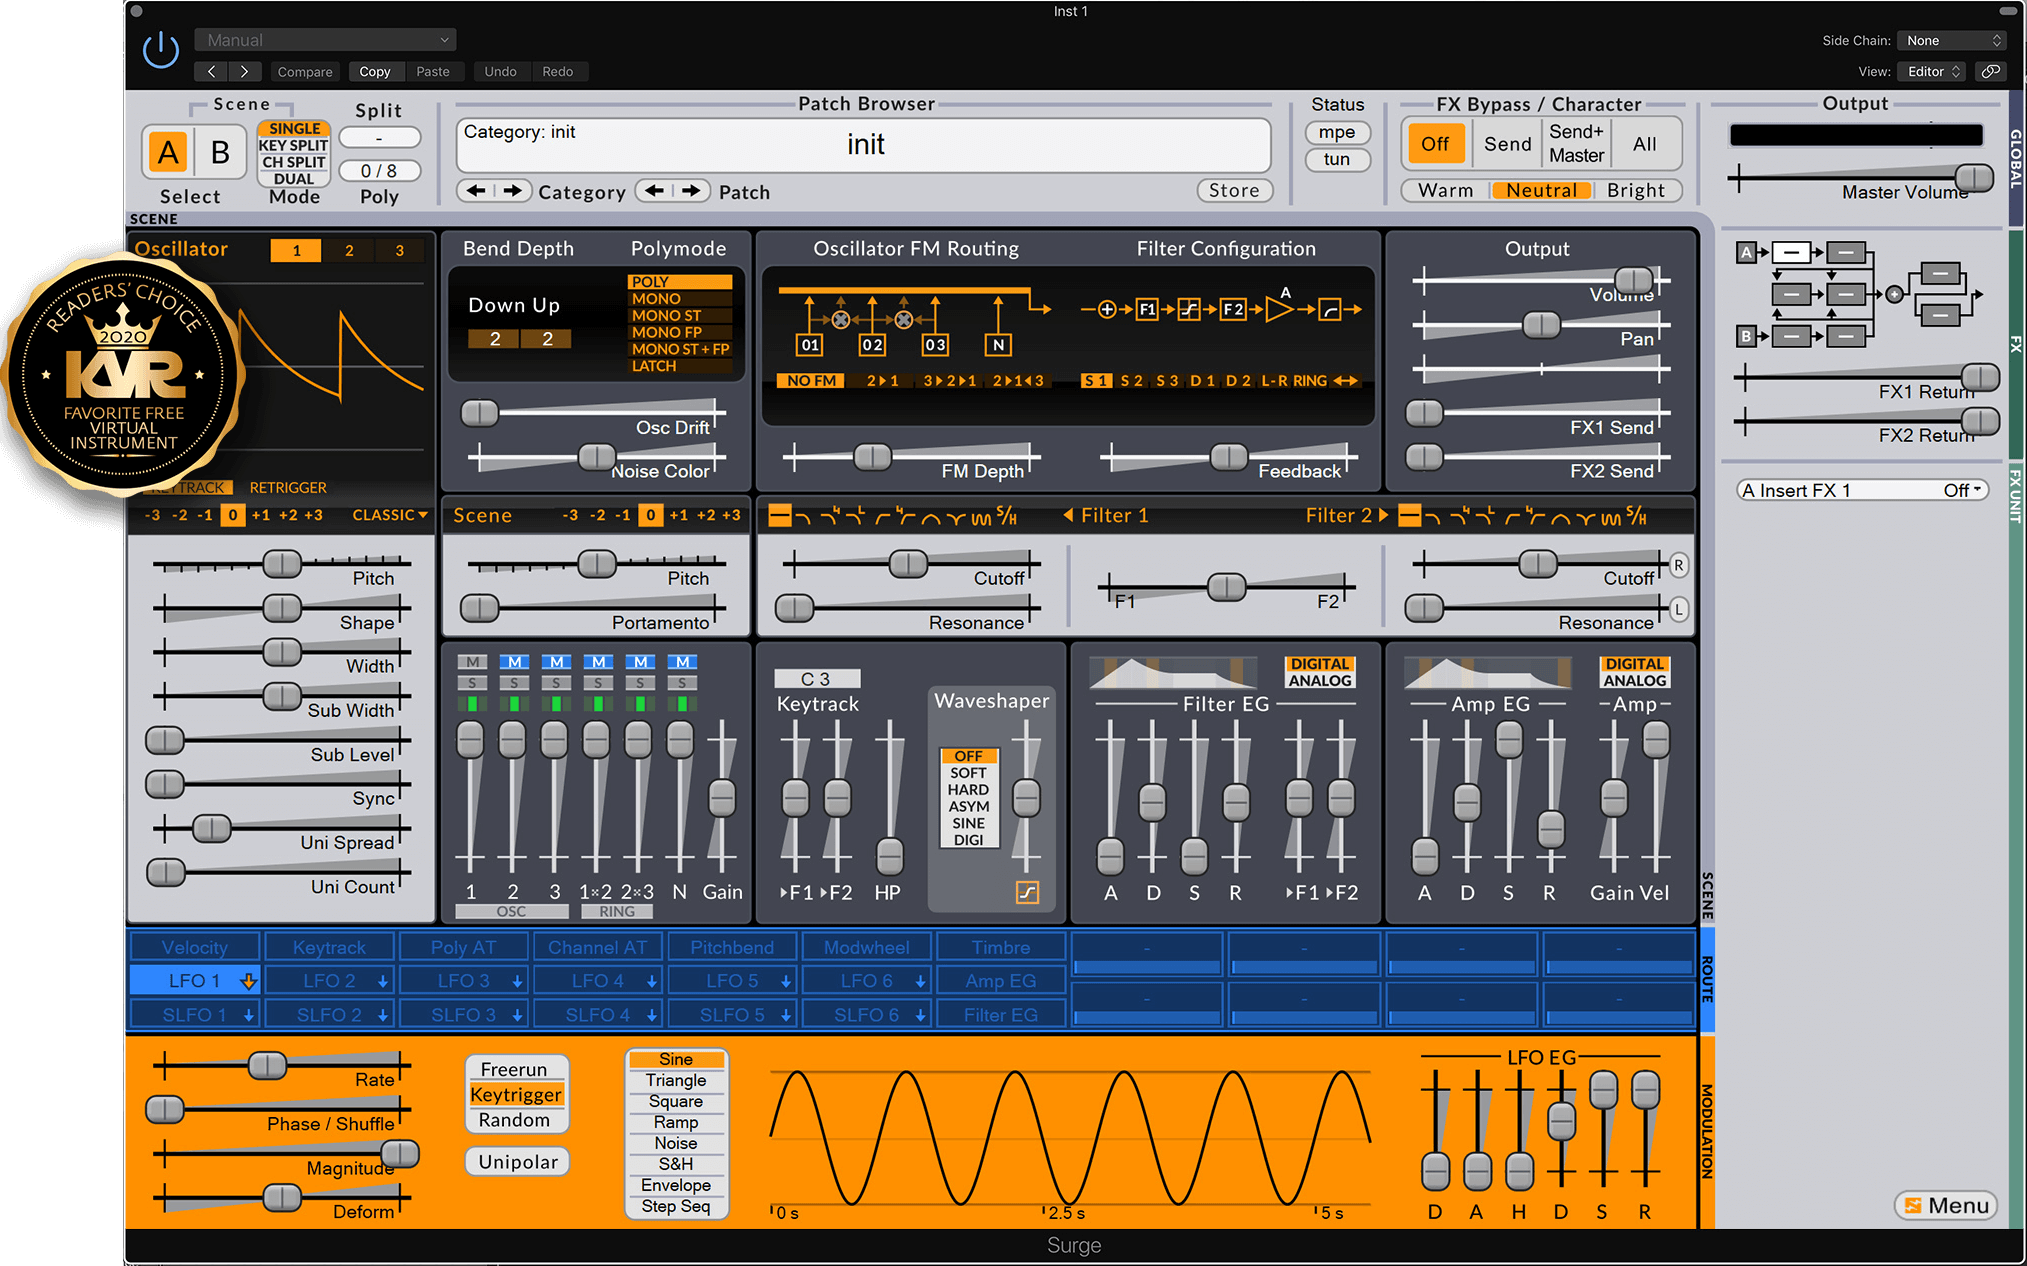 Inst 1
Manual
Compare Copy Paste Undo Redo
Side Chain: None
View: Editor
Scene
A B
Select
SINGLE
KEY SPLIT
CH SPLIT
DUAL
Mode
Split
-
0 / 8
Poly
Patch Browser
Category: init
init
Category Patch Store
Status
mpe
tun
FX Bypass / Character
Off Send Send+ Master All
Warm Neutral Bright
Output
Master Volume
GLOBAL
SCENE
Oscillator 1 2 3
READERS' CHOICE
2020
KVR
FAVORITE FREE
VIRTUAL
INSTRUMENT
KEYTRACK RETRIGGER
-3 -2 -1 0 +1 +2 +3 CLASSIC
Pitch
Shape
Width
Sub Width
Sub Level
Sync
Uni Spread
Uni Count
Bend Depth
Down Up
2 2
Polymode
POLY
MONO
MONO ST
MONO FP
MONO ST + FP
LATCH
Osc Drift
Noise Color
Oscillator FM Routing
01 02 03 N
NO FM 2▸1 3▸2▸1 2▸1◂3
FM Depth
Filter Configuration
F1 F2 A
S 1 S 2 S 3 D 1 D 2 L-R RING
Feedback
Output
Volume
Pan
FX1 Send
FX2 Send
A
B
FX1 Return
FX2 Return
FX
A Insert FX 1 Off
FX UNIT
Scene -3 -2 -1 0 +1 +2 +3
Pitch
Portamento
S/H Filter 1 Filter 2 S/H
Cutoff
Resonance
F1 F2
Cutoff R
Resonance L
M M M M M M
S S S S S S
1 2 3 1×2 2×3 N Gain
OSC RING
C 3
Keytrack
▸F1 ▸F2 HP
Waveshaper
OFF
SOFT
HARD
ASYM
SINE
DIGI
DIGITAL
ANALOG
Filter EG
A D S R ▸F1 ▸F2
DIGITAL
ANALOG
Amp EG Amp
A D S R Gain Vel
SCENE
Velocity Keytrack Poly AT Channel AT Pitchbend Modwheel Timbre - - - -
LFO 1 LFO 2 LFO 3 LFO 4 LFO 5 LFO 6 Amp EG
SLFO 1 SLFO 2 SLFO 3 SLFO 4 SLFO 5 SLFO 6 Filter EG - - - -
ROUTE
Rate
Phase / Shuffle
Magnitude
Deform
Freerun
Keytrigger
Random
Unipolar
Sine
Triangle
Square
Ramp
Noise
S&H
Envelope
Step Seq
0 s 2.5 s 5 s
LFO EG
D A H D S R
MODULATION
Menu
Surge